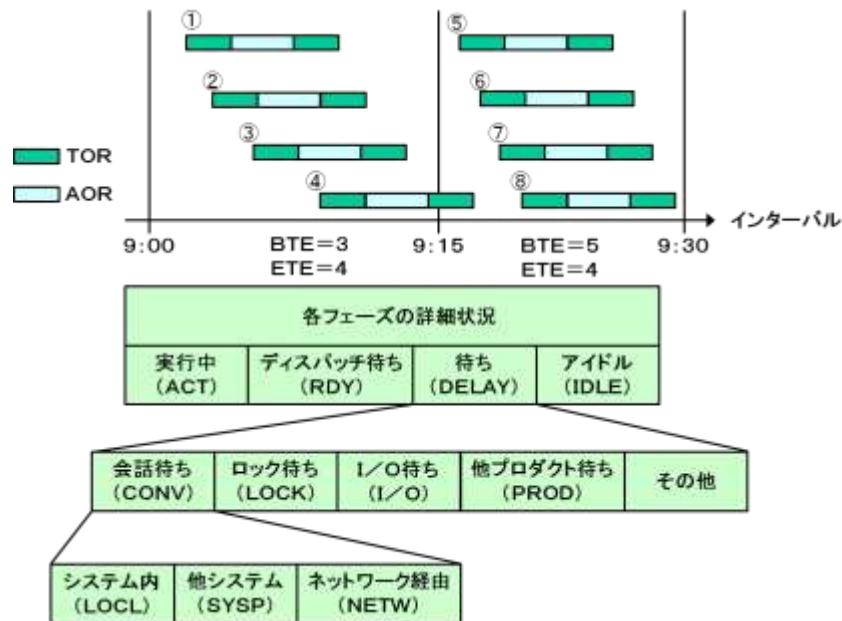 ① ⑤
② ⑥
③ ⑦
④ ⑧
TOR
AOR
インターバル
9:00 BTE=3 9:15 BTE=5 9:30
ETE=4 ETE=4
各フェーズの詳細状況
実行中 ディスパッチ待ち 待ち アイドル
(ACT) (RDY) (DELAY) (IDLE)
会話待ち ロック待ち I/O待ち 他プロダクト待ち その他
(CONV) (LOCK) (I/O) (PROD)
システム内 他システム ネットワーク経由
(LOCL) (SYSP) (NETW)